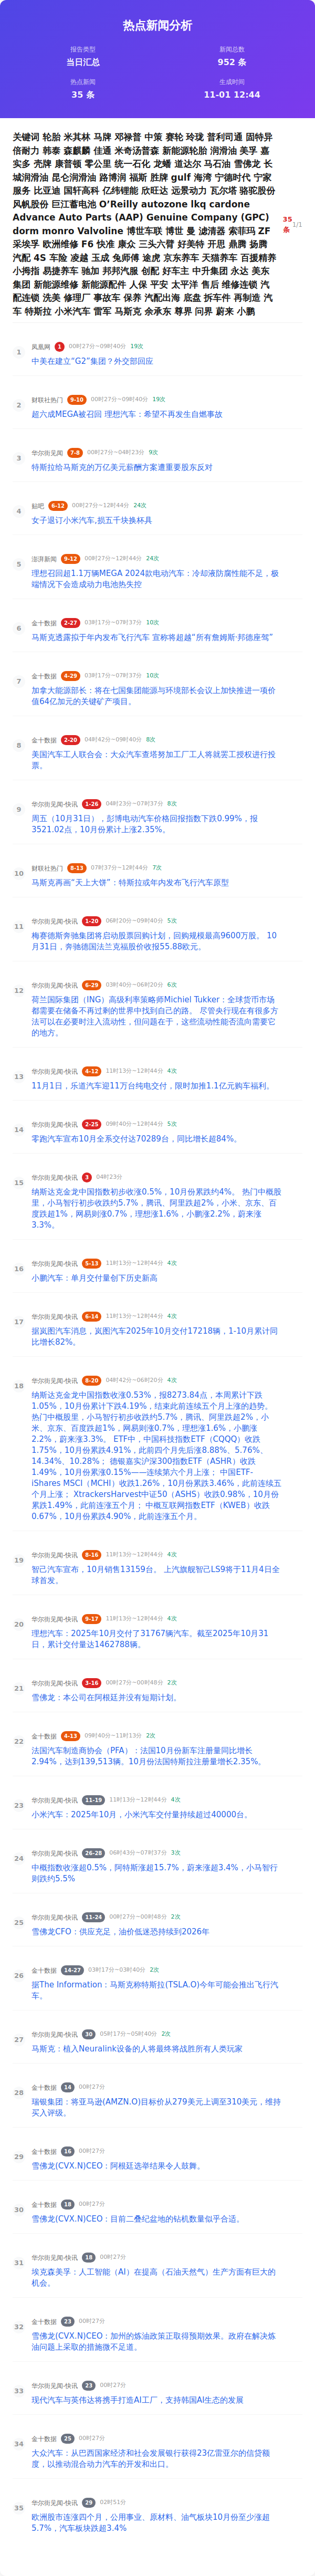 热点新闻分析
报告类型
当日汇总
新闻总数
952 条
热点新闻
35 条
生成时间
11-01 12:44
关键词 轮胎 米其林 马牌 邓禄普 中策 赛轮 玲珑 普利司通 固特异
倍耐力 韩泰 森麒麟 佳通 米奇汤普森 新能源轮胎 润滑油 美孚 嘉
实多 壳牌 康普顿 零公里 统一石化 龙蟠 道达尔 马石油 雪佛龙 长
城润滑油 昆仑润滑油 路博润 福斯 胜牌 gulf 海湾 宁德时代 宁家
服务 比亚迪 国轩高科 亿纬锂能 欣旺达 远景动力 瓦尔塔 骆驼股份
风帆股份 巨江蓄电池 O’Reilly autozone lkq cardone
Advance Auto Parts (AAP) Genuine Company (GPC)
dorm monro Valvoline 博世车联 博世 曼 滤清器 索菲玛 ZF
采埃孚 欧洲维修 F6 快准 康众 三头六臂 好美特 开思 鼎腾 扬腾
汽配 4S 车险 凌越 玉成 兔师傅 途虎 京东养车 天猫养车 百援精养
小拇指 易捷养车 驰加 邦邦汽服 创配 好车主 中升集团 永达 美东
集团 新能源维修 新能源配件 人保 平安 太平洋 售后 维修连锁 汽
配连锁 洗美 修理厂 事故车 保养 汽配出海 底盘 拆车件 再制造 汽
车 特斯拉 小米汽车 雷军 马斯克 余承东 尊界 问界 蔚来 小鹏
35
条
1/1
1
凤凰网 1 00时27分~09时40分 19次
中美在建立“G2”集团？外交部回应
2
财联社热门 9-10 00时27分~09时40分 19次
超六成MEGA被召回 理想汽车：希望不再发生自燃事故
3
华尔街见闻 7-8 00时27分~04时23分 9次
特斯拉给马斯克的万亿美元薪酬方案遭重要股东反对
4
贴吧 6-12 00时27分~12时44分 24次
女子退订小米汽车,损五千块换杯具
5
澎湃新闻 9-12 00时27分~12时44分 24次
理想召回超1.1万辆MEGA 2024款电动汽车：冷却液防腐性能不足，极
端情况下会造成动力电池热失控
6
金十数据 2-27 03时17分~07时37分 10次
马斯克透露拟于年内发布飞行汽车 宣称将超越“所有詹姆斯·邦德座驾”
7
金十数据 4-29 03时17分~07时37分 10次
加拿大能源部长：将在七国集团能源与环境部长会议上加快推进一项价
值64亿加元的关键矿产项目。
8
金十数据 2-20 04时42分~09时40分 8次
美国汽车工人联合会：大众汽车查塔努加工厂工人将就罢工授权进行投
票。
9
华尔街见闻-快讯 1-26 04时23分~07时37分 8次
周五（10月31日），彭博电动汽车价格回报指数下跌0.99%，报
3521.02点，10月份累计上涨2.35%。
10
财联社热门 8-13 07时37分~12时44分 7次
马斯克再画“天上大饼”：特斯拉或年内发布飞行汽车原型
11
华尔街见闻-快讯 1-20 06时20分~09时40分 5次
梅赛德斯奔驰集团将启动股票回购计划，回购规模最高9600万股。 10
月31日，奔驰德国法兰克福股价收报55.88欧元。
12
华尔街见闻-快讯 6-29 03时40分~06时20分 6次
荷兰国际集团（ING）高级利率策略师Michiel Tukker：全球货币市场
都需要在储备不再过剩的世界中找到自己的路。 尽管央行现在有很多方
法可以在必要时注入流动性，但问题在于，这些流动性能否流向需要它
的地方。
13
华尔街见闻-快讯 4-12 11时13分~12时44分 4次
11月1日，乐道汽车迎11万台纯电交付，限时加推1.1亿元购车福利。
14
华尔街见闻-快讯 2-25 09时40分~12时44分 5次
零跑汽车宣布10月全系交付达70289台，同比增长超84%。
15
华尔街见闻-快讯 3 04时23分
纳斯达克金龙中国指数初步收涨0.5%，10月份累跌约4%。 热门中概股
里，小马智行初步收跌约5.7%，腾讯、阿里跌超2%，小米、京东、百
度跌超1%，网易则涨0.7%，理想涨1.6%，小鹏涨2.2%，蔚来涨
3.3%。
16
华尔街见闻-快讯 5-13 11时13分~12时44分 4次
小鹏汽车：单月交付量创下历史新高
17
华尔街见闻-快讯 6-14 11时13分~12时44分 4次
据岚图汽车消息，岚图汽车2025年10月交付17218辆，1-10月累计同
比增长82%。
18
华尔街见闻-快讯 8-20 04时42分~06时20分 4次
纳斯达克金龙中国指数收涨0.53%，报8273.84点，本周累计下跌
1.05%，10月份累计下跌4.19%，结束此前连续五个月上涨的趋势。
热门中概股里，小马智行初步收跌约5.7%，腾讯、阿里跌超2%，小
米、京东、百度跌超1%，网易则涨0.7%，理想涨1.6%，小鹏涨
2.2%，蔚来涨3.3%。 ETF中，中国科技指数ETF（CQQQ）收跌
1.75%，10月份累跌4.91%，此前四个月先后涨8.88%、5.76%、
14.34%、10.28%； 德银嘉实沪深300指数ETF（ASHR）收跌
1.49%，10月份累涨0.15%——连续第六个月上涨； 中国ETF-
iShares MSCI（MCHI）收跌1.26%，10月份累跌3.46%，此前连续五
个月上涨； XtrackersHarvest中证50（ASHS）收跌0.98%，10月份
累跌1.49%，此前连涨五个月； 中概互联网指数ETF（KWEB）收跌
0.67%，10月份累跌4.90%，此前连涨五个月。
19
华尔街见闻-快讯 8-16 11时13分~12时44分 4次
智己汽车宣布，10月销售13159台。 上汽旗舰智己LS9将于11月4日全
球首发。
20
华尔街见闻-快讯 9-17 11时13分~12时44分 4次
理想汽车：2025年10月交付了31767辆汽车。截至2025年10月31
日，累计交付量达1462788辆。
21
华尔街见闻-快讯 3-16 00时27分~00时48分 2次
雪佛龙：本公司在阿根廷并没有短期计划。
22
金十数据 4-13 09时40分~11时13分 2次
法国汽车制造商协会（PFA）：法国10月份新车注册量同比增长
2.94%，达到139,513辆。10月份法国特斯拉注册量增长2.35%。
23
华尔街见闻-快讯 11-19 11时13分~12时44分 4次
小米汽车：2025年10月，小米汽车交付量持续超过40000台。
24
华尔街见闻-快讯 26-28 06时43分~07时37分 3次
中概指数收涨超0.5%，阿特斯涨超15.7%，蔚来涨超3.4%，小马智行
则跌约5.5%
25
华尔街见闻-快讯 11-24 00时27分~00时48分 2次
雪佛龙CFO：供应充足，油价低迷恐持续到2026年
26
金十数据 14-27 03时17分~03时40分 2次
据The Information：马斯克称特斯拉(TSLA.O)今年可能会推出飞行汽
车。
27
华尔街见闻-快讯 30 05时17分~05时40分 2次
马斯克：植入Neuralink设备的人将最终将战胜所有人类玩家
28
金十数据 14 00时27分
瑞银集团：将亚马逊(AMZN.O)目标价从279美元上调至310美元，维持
买入评级。
29
金十数据 16 00时27分
雪佛龙(CVX.N)CEO：阿根廷选举结果令人鼓舞。
30
金十数据 18 00时27分
雪佛龙(CVX.N)CEO：目前二叠纪盆地的钻机数量似乎合适。
31
华尔街见闻-快讯 18 00时27分
埃克森美孚：人工智能（AI）在提高（石油天然气）生产方面有巨大的
机会。
32
金十数据 23 00时27分
雪佛龙(CVX.N)CEO：加州的炼油政策正取得预期效果。政府在解决炼
油问题上采取的措施微不足道。
33
华尔街见闻-快讯 23 00时27分
现代汽车与英伟达将携手打造AI工厂，支持韩国AI生态的发展
34
金十数据 25 00时27分
大众汽车：从巴西国家经济和社会发展银行获得23亿雷亚尔的信贷额
度，以推动混合动力汽车的开发和出口。
35
华尔街见闻-快讯 29 02时51分
欧洲股市连涨四个月，公用事业、原材料、油气板块10月份至少涨超
5.7%，汽车板块跌超3.4%